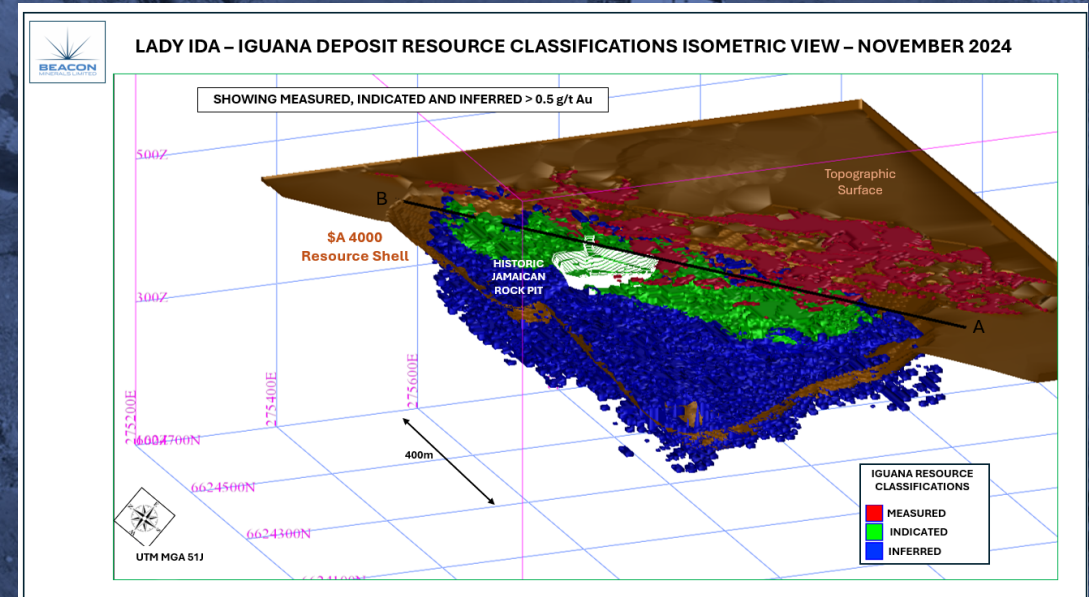 BEACON
MINERALS LIMITED
LADY IDA – IGUANA DEPOSIT RESOURCE CLASSIFICATIONS ISOMETRIC VIEW – NOVEMBER 2024
SHOWING MEASURED, INDICATED AND INFERRED > 0.5 g/t Au
500Z
Topographic
Surface
B
$A 4000
Resource Shell
HISTORIC
JAMAICAN
ROCK PIT
300Z
A
275200E
275400E
275600E
6624700N
400m
6624500N
6624300N
6624100N
UTM MGA 51J
IGUANA RESOURCE
CLASSIFICATIONS
MEASURED
INDICATED
INFERRED